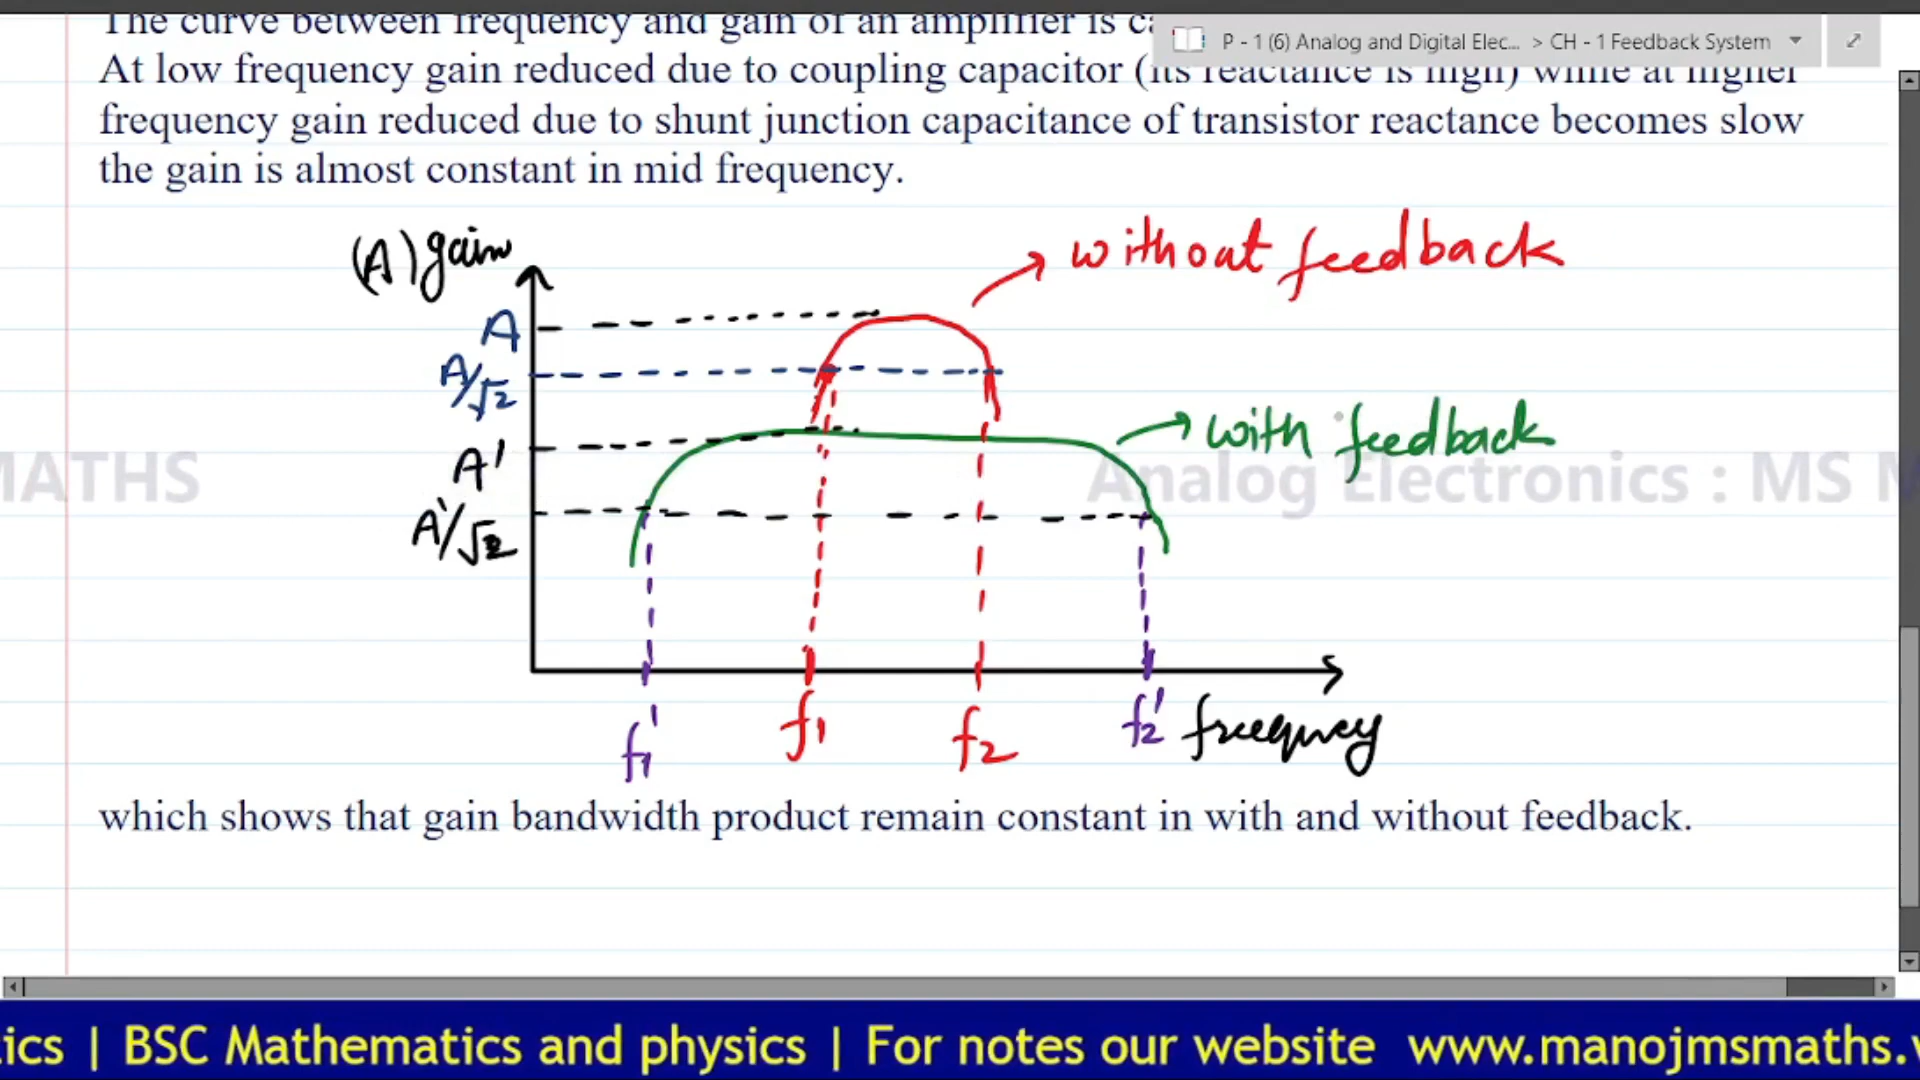 The curve between frequency and gain of an amplifier is
P - 1 (6) Analog and Digital Elec... > CH - 1 Feedback System
At low frequency gain reduced due to coupling capacitor (its reactance is high) while at higher
frequency gain reduced due to shunt junction capacitance of transistor reactance becomes slow
the gain is almost constant in mid frequency.
(A) gain
without feedback
A
A/√2
with feedback
A'
MATHS
Analog Electronics : MS M
A'/√2
f1'
f1
f2
f2'
frequency
which shows that gain bandwidth product remain constant in with and without feedback.
ics | BSC Mathematics and physics | For notes our website www.manojmsmaths.